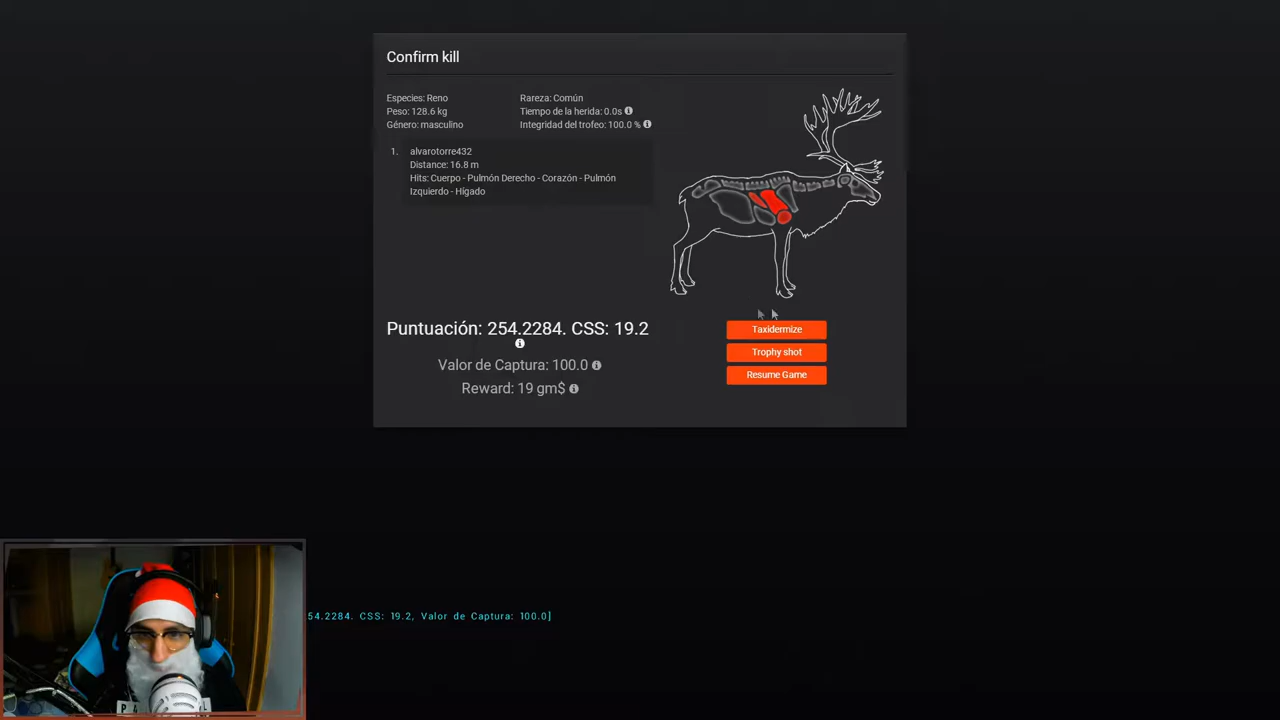 Confirm kill
Especies: Reno
Peso: 128.6 kg
Género: masculino
Rareza: Común
Tiempo de la herida: 0.0s
Integridad del trofeo: 100.0 %
1. alvarotorre432
Distance: 16.8 m
Hits: Cuerpo - Pulmón Derecho - Corazón - Pulmón
Izquierdo - Hígado
Puntuación: 254.2284. CSS: 19.2
Valor de Captura: 100.0
Reward: 19 gm$
Taxidermize
Trophy shot
Resume Game
54.2284. CSS: 19.2, Valor de Captura: 100.0]